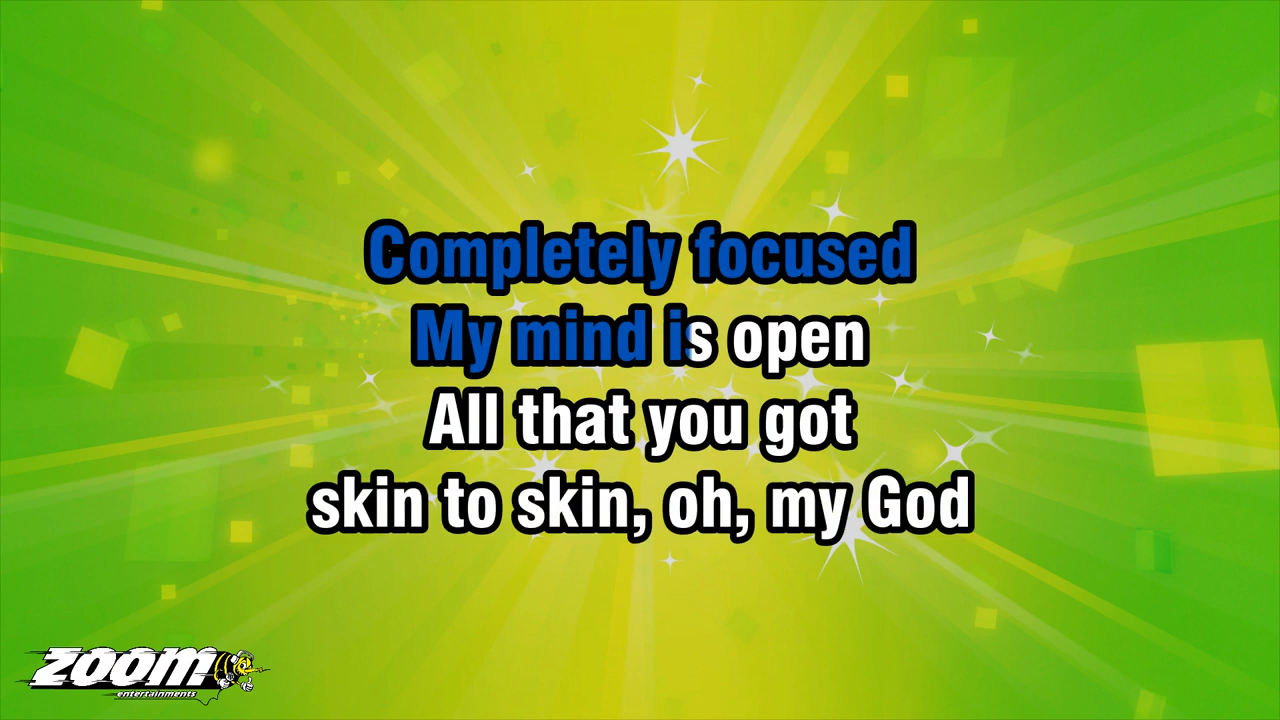 Completely focused
My mind is open
All that you got
skin to skin, oh, my God
ZOOM
entertainments